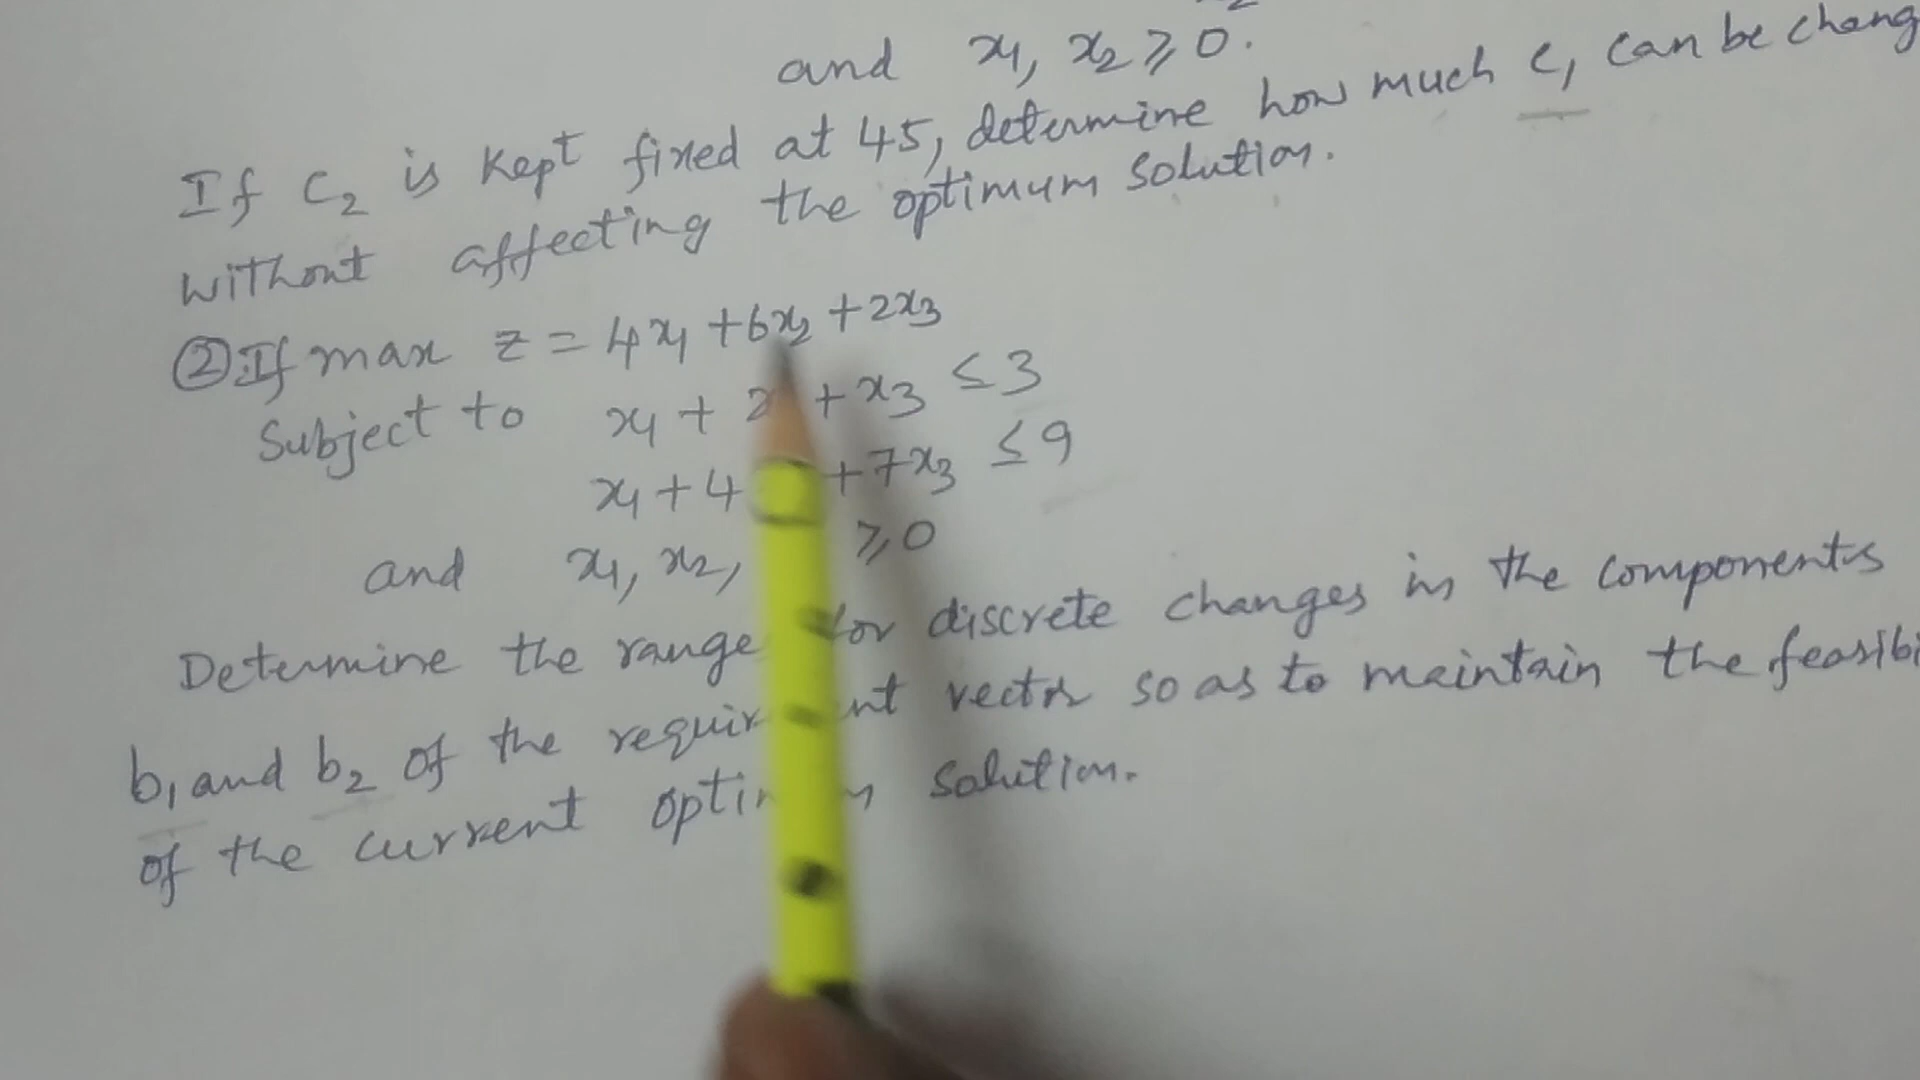 and x₁, x₂ ≥ 0.
If C₂ is kept fixed at 45, determine how much C₁ can be chang
without affecting the optimum solution.
② If max z = 4x₁ + 6x₂ + 2x₃
Subject to x₁ + x + x₃ ≤ 3
x₁ + 4 + 7x₃ ≤ 9
and x₁, x₂, ≥ 0
Determine the range for discrete changes in the components
b₁ and b₂ of the requir nt vector so as to maintain the feasibi
of the current optim solution.